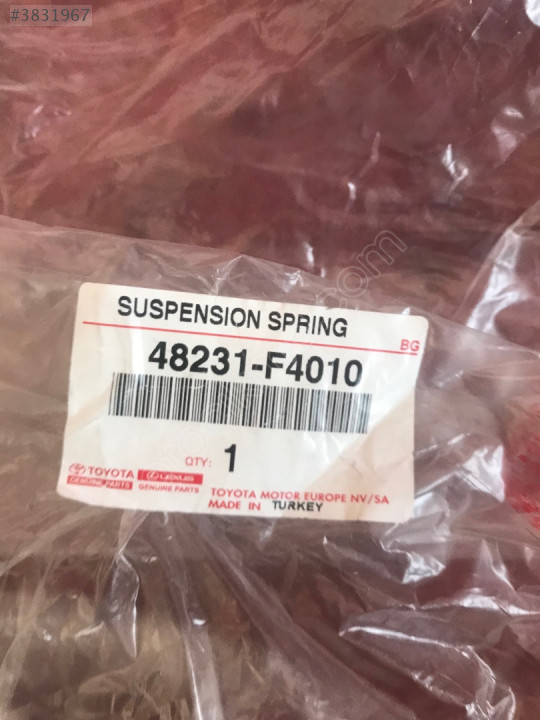 #3831967
SUSPENSION SPRING
BG
48231-F4010
QTY: 1
TOYOTA
GENUINE PARTS
LEXUS
GENUINE PARTS
TOYOTA MOTOR EUROPE NV/SA
MADE IN TURKEY
.com